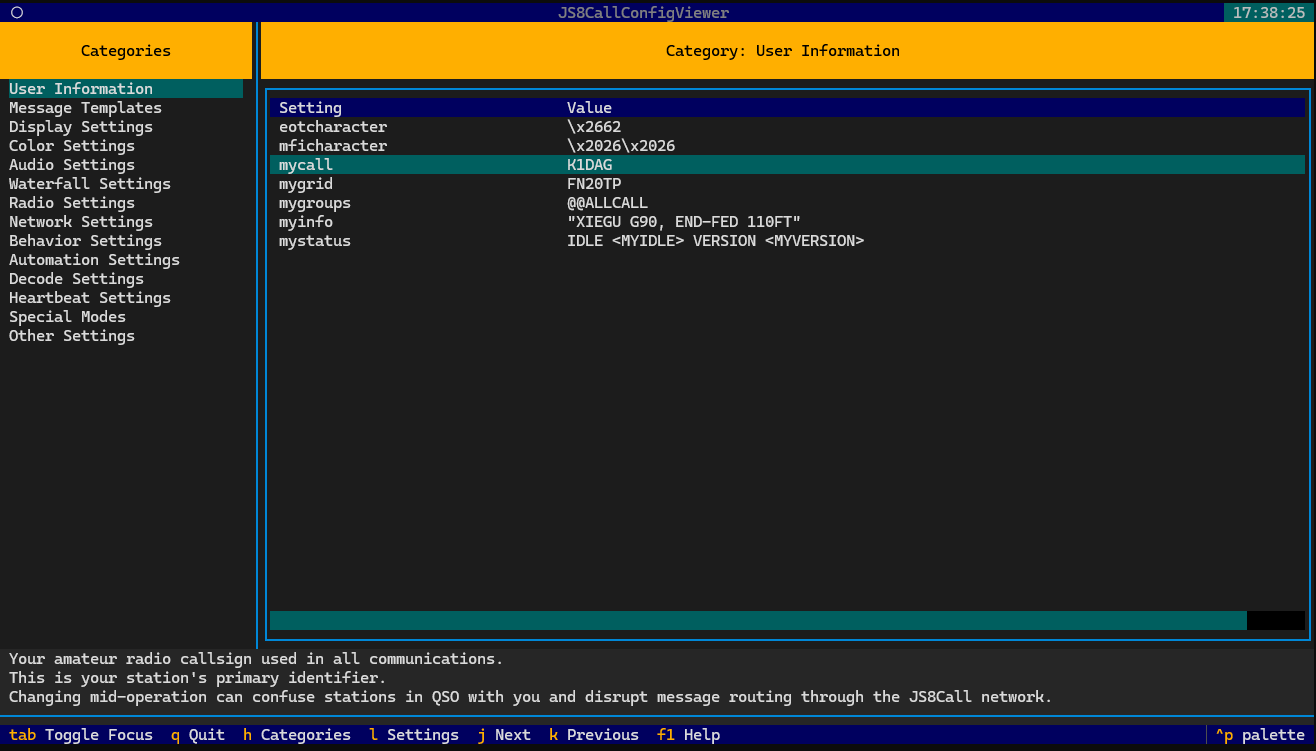 JS8CallConfigViewer 17:38:25
Categories
Category: User Information
User Information
Message Templates
Display Settings
Color Settings
Audio Settings
Waterfall Settings
Radio Settings
Network Settings
Behavior Settings
Automation Settings
Decode Settings
Heartbeat Settings
Special Modes
Other Settings
Setting Value
eotcharacter \x2662
mficharacter \x2026\x2026
mycall K1DAG
mygrid FN20TP
mygroups @@ALLCALL
myinfo "XIEGU G90, END-FED 110FT"
mystatus IDLE <MYIDLE> VERSION <MYVERSION>
Your amateur radio callsign used in all communications.
This is your station's primary identifier.
Changing mid-operation can confuse stations in QSO with you and disrupt message routing through the JS8Call network.
tab Toggle Focus q Quit h Categories l Settings j Next k Previous f1 Help ^p palette